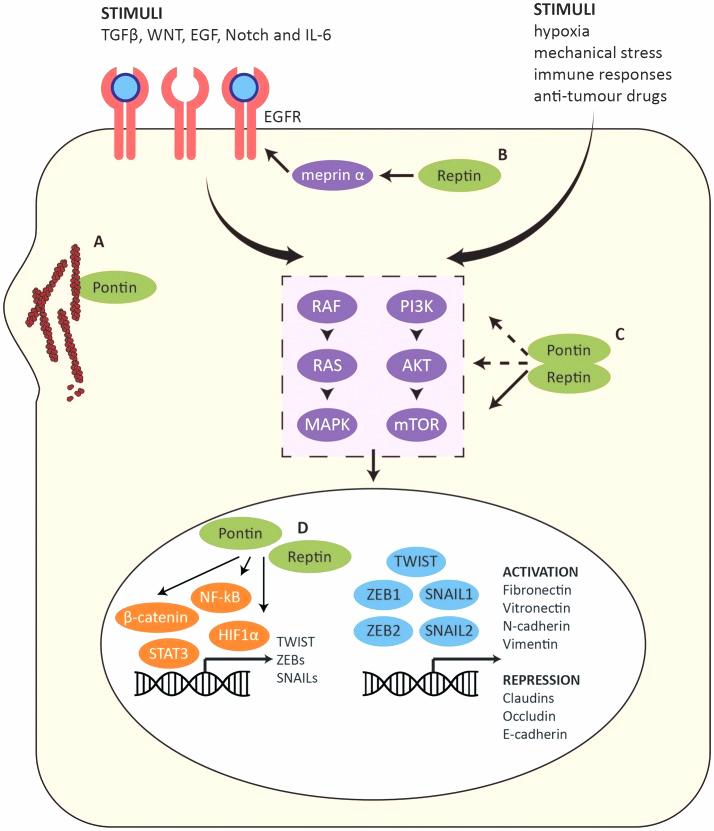 STIMULI
TGFβ, WNT, EGF, Notch and IL-6
STIMULI
hypoxia
mechanical stress
immune responses
anti-tumour drugs
EGFR
meprin α
Reptin
B
A
Pontin
RAF
RAS
MAPK
PI3K
AKT
mTOR
Pontin
Reptin
C
Pontin
D
Reptin
NF-kB
β-catenin
HIF1α
STAT3
TWIST
ZEBs
SNAILs
TWIST
ZEB1
SNAIL1
ZEB2
SNAIL2
ACTIVATION
Fibronectin
Vitronectin
N-cadherin
Vimentin
REPRESSION
Claudins
Occludin
E-cadherin